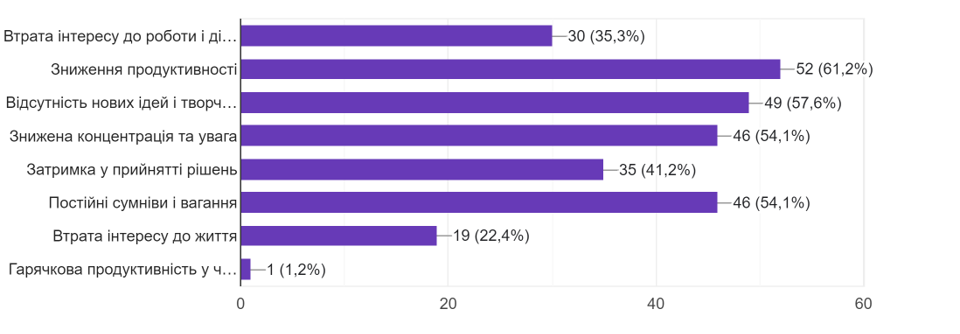 Втрата інтересу до роботи і ді… 30 (35,3%)
Зниження продуктивності 52 (61,2%)
Відсутність нових ідей і творч… 49 (57,6%)
Знижена концентрація та увага 46 (54,1%)
Затримка у прийнятті рішень 35 (41,2%)
Постійні сумніви і вагання 46 (54,1%)
Втрата інтересу до життя 19 (22,4%)
Гарячкова продуктивність у ч… 1 (1,2%)
0 20 40 60